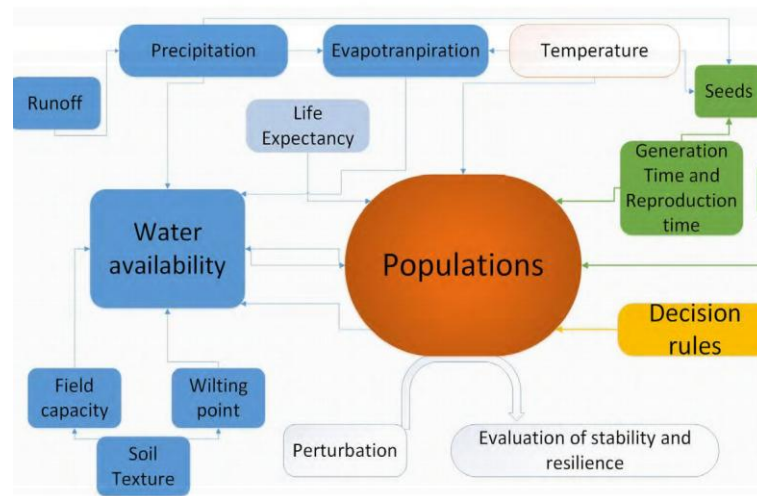 Precipitation
Evapotranpiration
Temperature
Runoff
Life
Expectancy
Seeds
Generation
Time and
Reproduction
time
Water
availability
Populations
Decision
rules
Field
capacity
Wilting
point
Soil
Texture
Perturbation
Evaluation of stability and
resilience